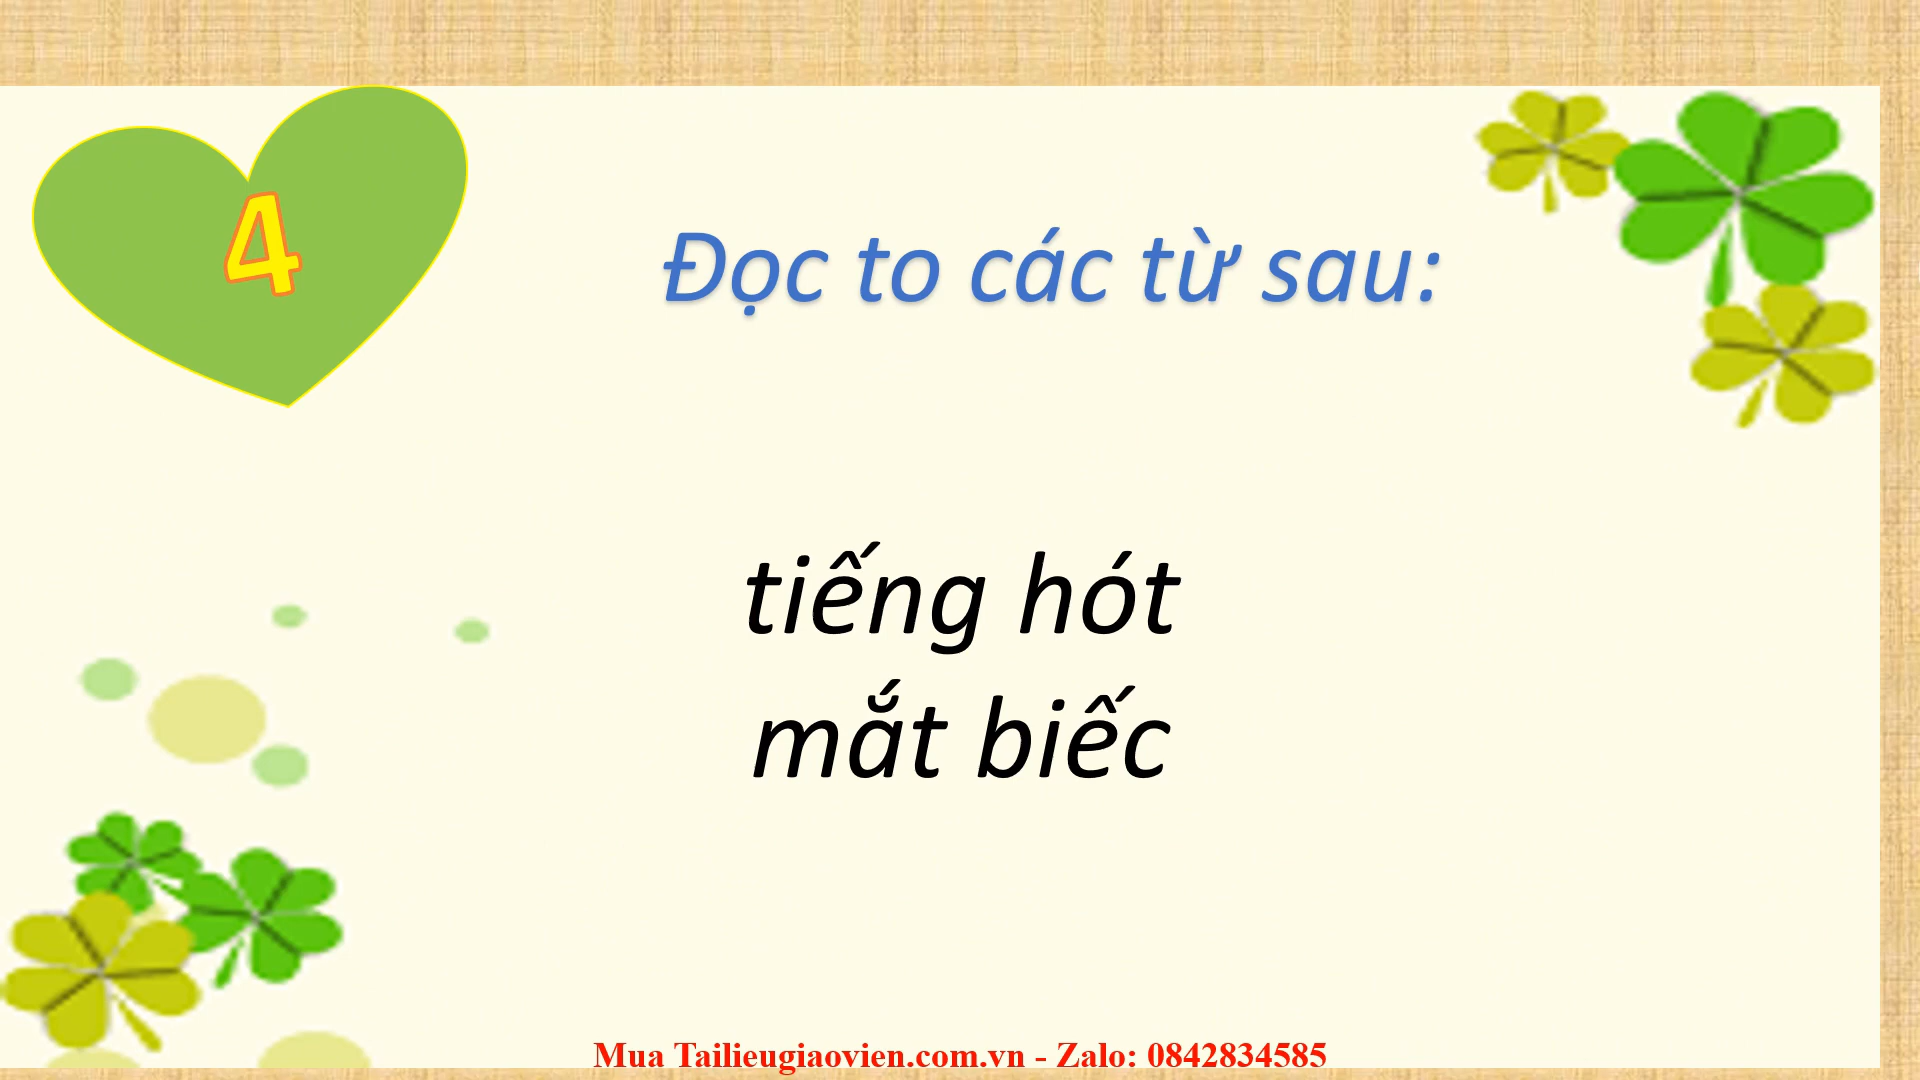 4
Đọc to các từ sau:
tiếng hót
mắt biếc
Mua Tailieugiaovien.com.vn - Zalo: 0842834585